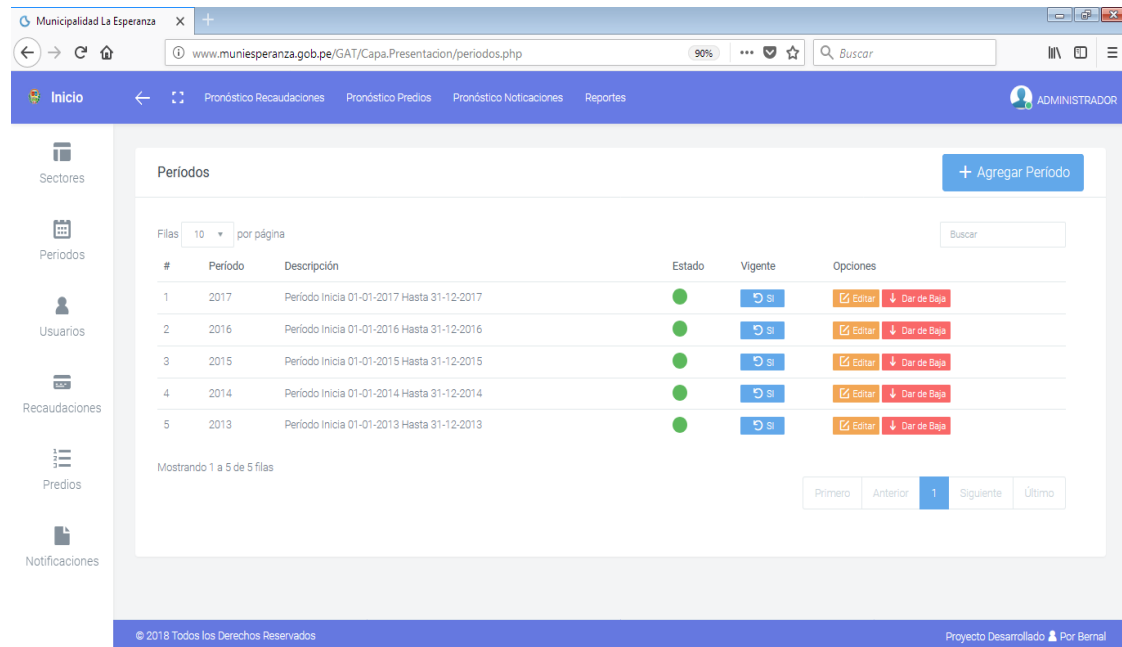 Municipalidad La Esperanza
www.muniesperanza.gob.pe/GAT/Capa.Presentacion/periodos.php
90%
Buscar
Inicio
Pronóstico Recaudaciones
Pronóstico Predios
Pronóstico Noticaciones
Reportes
ADMINISTRADOR
Sectores
Periodos
Usuarios
Recaudaciones
Predios
Notificaciones
Períodos
+ Agregar Período
Filas 10 por página
Buscar
# Período Descripción Estado Vigente Opciones
1 2017 Período Inicia 01-01-2017 Hasta 31-12-2017 SI Editar Dar de Baja
2 2016 Período Inicia 01-01-2016 Hasta 31-12-2016 SI Editar Dar de Baja
3 2015 Período Inicia 01-01-2015 Hasta 31-12-2015 SI Editar Dar de Baja
4 2014 Período Inicia 01-01-2014 Hasta 31-12-2014 SI Editar Dar de Baja
5 2013 Período Inicia 01-01-2013 Hasta 31-12-2013 SI Editar Dar de Baja
Mostrando 1 a 5 de 5 filas
Primero Anterior 1 Siguiente Último
© 2018 Todos los Derechos Reservados
Proyecto Desarrollado Por Bernal